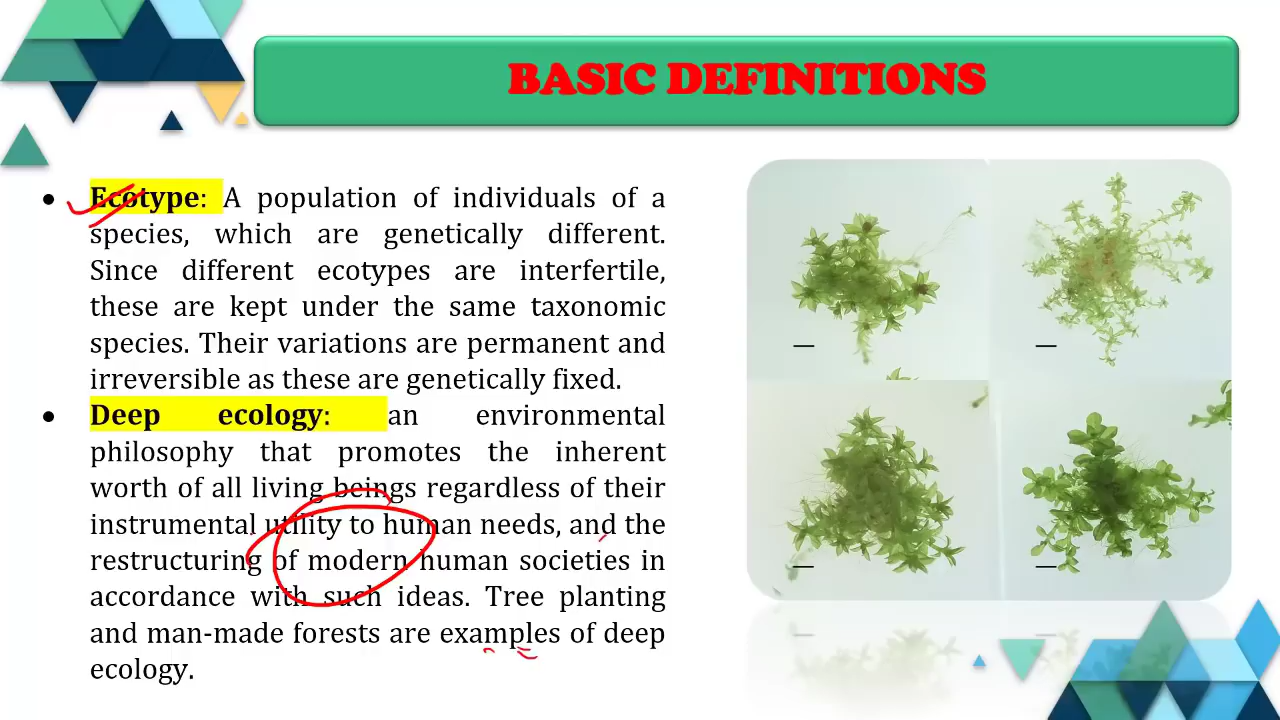 BASIC DEFINITIONS
• Ecotype: A population of individuals of a
species, which are genetically different.
Since different ecotypes are interfertile,
these are kept under the same taxonomic
species. Their variations are permanent and
irreversible as these are genetically fixed.
• Deep ecology: an environmental
philosophy that promotes the inherent
worth of all living beings regardless of their
instrumental utility to human needs, and the
restructuring of modern human societies in
accordance with such ideas. Tree planting
and man-made forests are examples of deep
ecology.